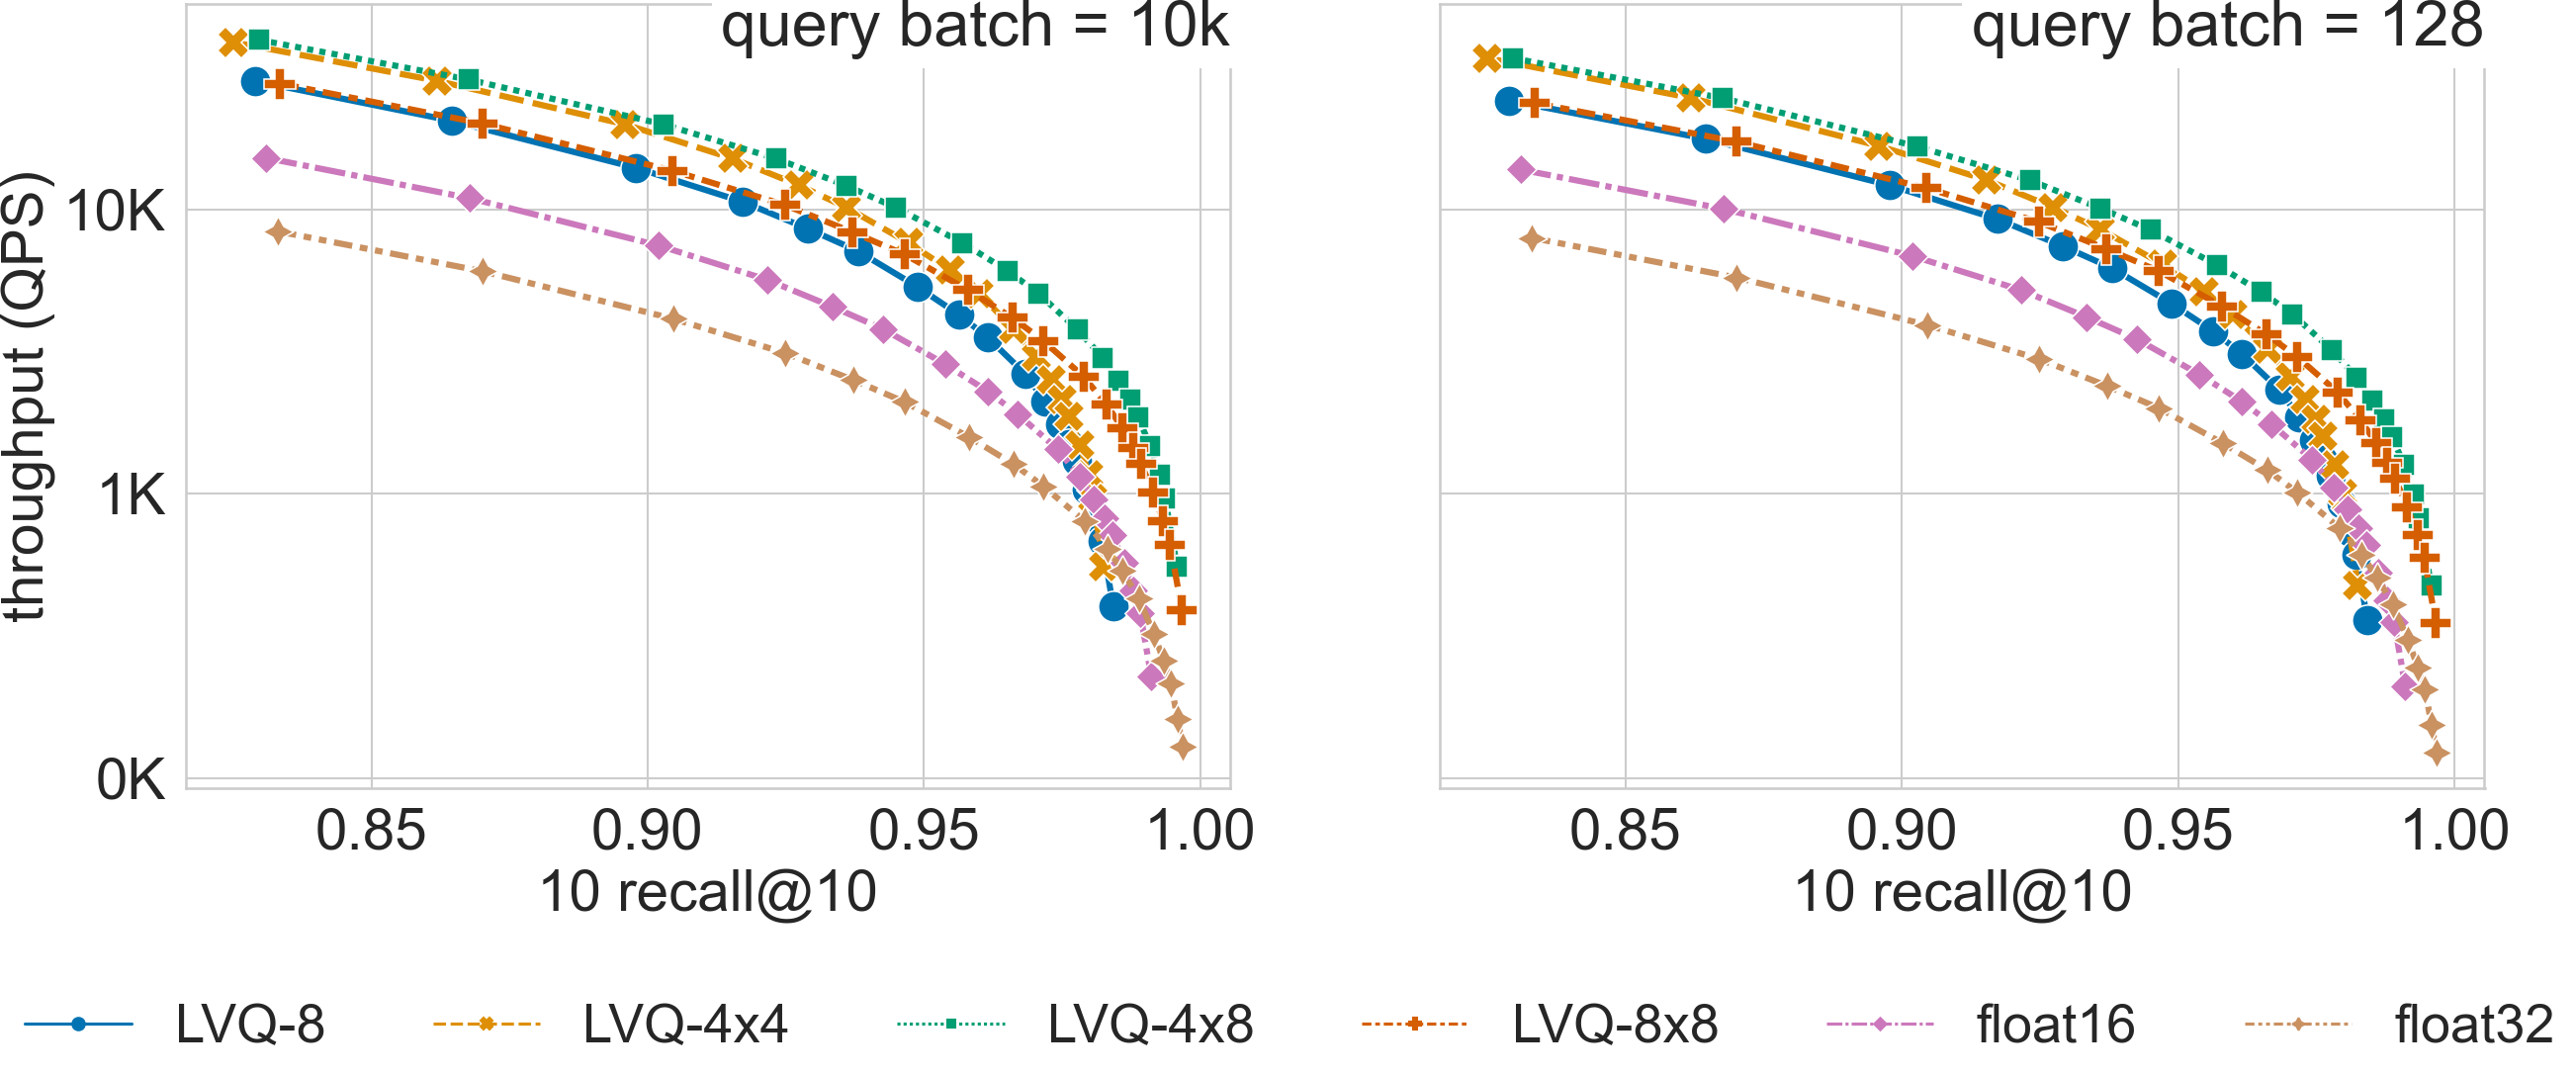 query batch = 10k
query batch = 128
throughput (QPS)
10K
1K
0K
0.85 0.90 0.95 1.00
0.85 0.90 0.95 1.00
10 recall@10
10 recall@10
LVQ-8 LVQ-4x4 LVQ-4x8 LVQ-8x8 float16 float32